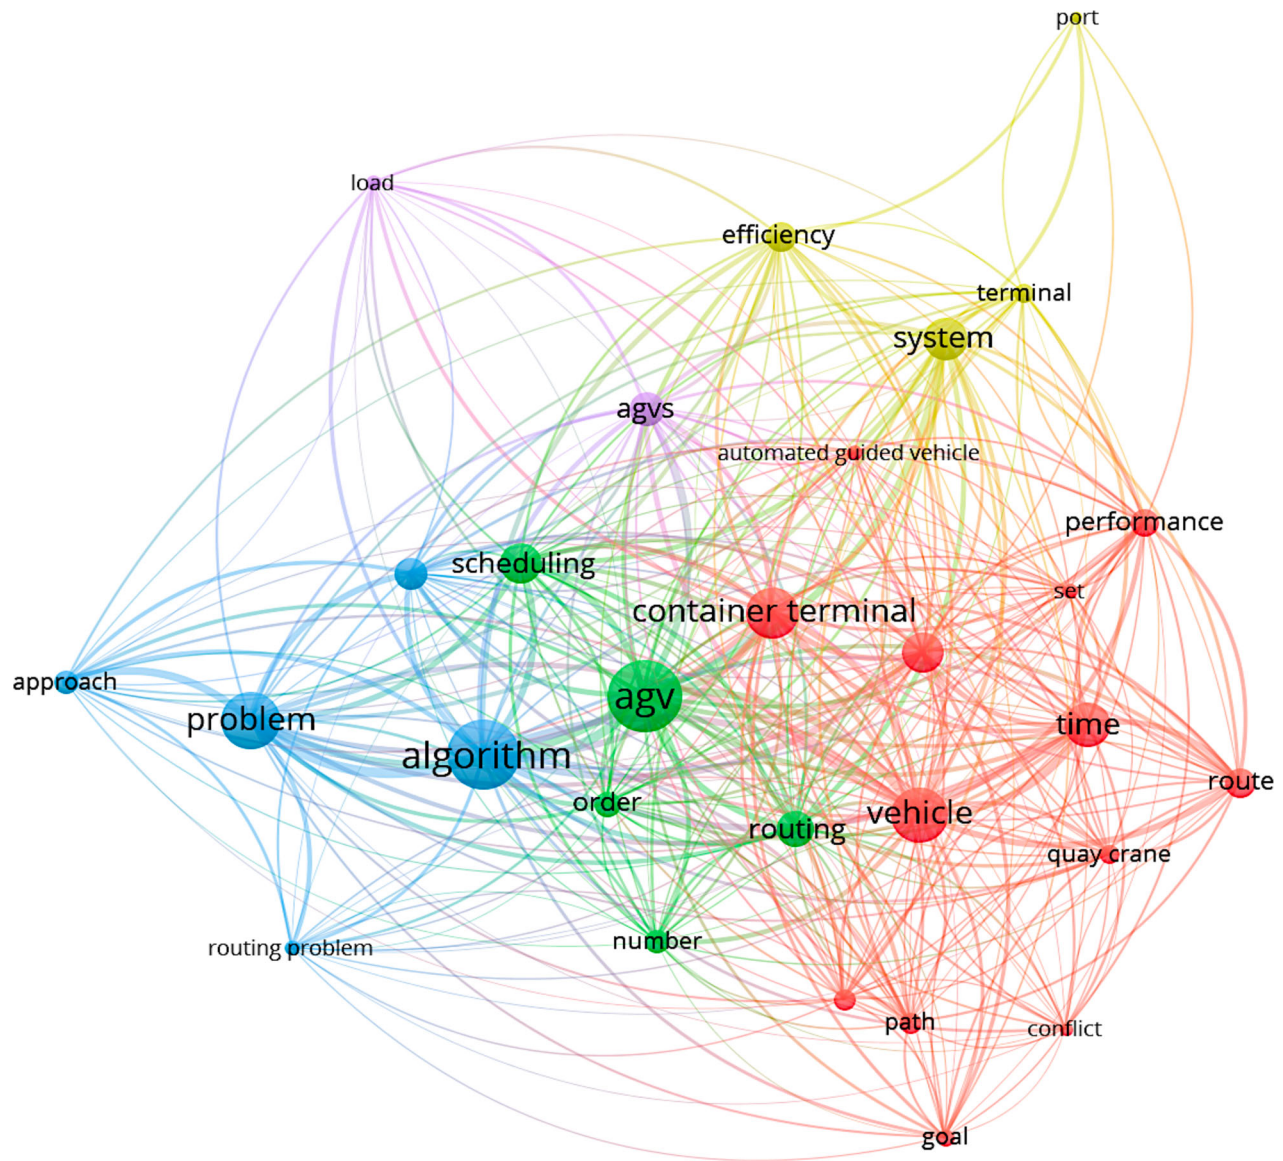 port
load
efficiency
terminal
system
agvs
automated guided vehicle
performance
scheduling
set
container terminal
approach
agv
problem
time
algorithm
route
order
vehicle
routing
quay crane
number
routing problem
path
conflict
goal